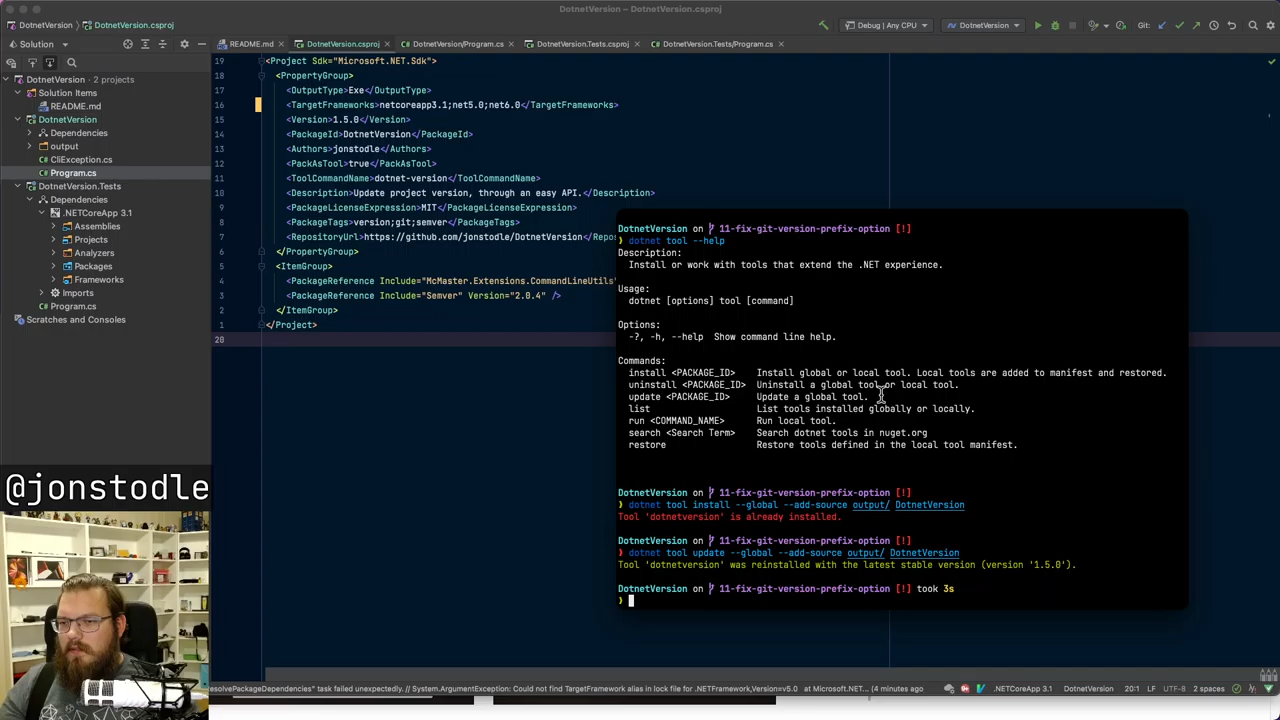 DotnetVersion – DotnetVersion.csproj
DotnetVersion DotnetVersion.csproj
Debug | Any CPU DotnetVersion Git:
Solution
README.md DotnetVersion.csproj DotnetVersion/Program.cs DotnetVersion.Tests.csproj DotnetVersion.Tests/Program.cs
DotnetVersion · 2 projects
Solution Items
README.md
DotnetVersion
Dependencies
output
CliException.cs
Program.cs
DotnetVersion.Tests
Dependencies
.NETCoreApp 3.1
Assemblies
Projects
Analyzers
Packages
Frameworks
Imports
Program.cs
Scratches and Consoles
19 <Project Sdk="Microsoft.NET.Sdk">
18 <PropertyGroup>
17 <OutputType>Exe</OutputType>
16 <TargetFrameworks>netcoreapp3.1;net5.0;net6.0</TargetFrameworks>
15 <Version>1.5.0</Version>
14 <PackageId>DotnetVersion</PackageId>
13 <Authors>jonstodle</Authors>
12 <PackAsTool>true</PackAsTool>
11 <ToolCommandName>dotnet-version</ToolCommandName>
10 <Description>Update project version, through an easy API.</Description>
9 <PackageLicenseExpression>MIT</PackageLicenseExpression>
8 <PackageTags>version;git;semver</PackageTags>
7 <RepositoryUrl>https://github.com/jonstodle/DotnetVersion</Repos
6 </PropertyGroup>
5 <ItemGroup>
4 <PackageReference Include="McMaster.Extensions.CommandLineUtils"
3 <PackageReference Include="Semver" Version="2.0.4" />
2 </ItemGroup>
1 </Project>
20
DotnetVersion on 11-fix-git-version-prefix-option [!]
❯ dotnet tool --help
Description:
Install or work with tools that extend the .NET experience.
Usage:
dotnet [options] tool [command]
Options:
-?, -h, --help Show command line help.
Commands:
install <PACKAGE_ID> Install global or local tool. Local tools are added to manifest and restored.
uninstall <PACKAGE_ID> Uninstall a global tool or local tool.
update <PACKAGE_ID> Update a global tool.
list List tools installed globally or locally.
run <COMMAND_NAME> Run local tool.
search <Search Term> Search dotnet tools in nuget.org
restore Restore tools defined in the local tool manifest.
DotnetVersion on 11-fix-git-version-prefix-option [!]
❯ dotnet tool install --global --add-source output/ DotnetVersion
Tool 'dotnetversion' is already installed.
DotnetVersion on 11-fix-git-version-prefix-option [!]
❯ dotnet tool update --global --add-source output/ DotnetVersion
Tool 'dotnetversion' was reinstalled with the latest stable version (version '1.5.0').
DotnetVersion on 11-fix-git-version-prefix-option [!] took 3s
❯
@jonstodle
esolvePackageDependencies" task failed unexpectedly. // System.ArgumentException: Could not find TargetFramework alias in lock file for .NETFramework,Version=v5.0 at Microsoft.NET... (4 minutes ago) .NETCoreApp 3.1 DotnetVersion 20:1 LF UTF-8 2 spaces